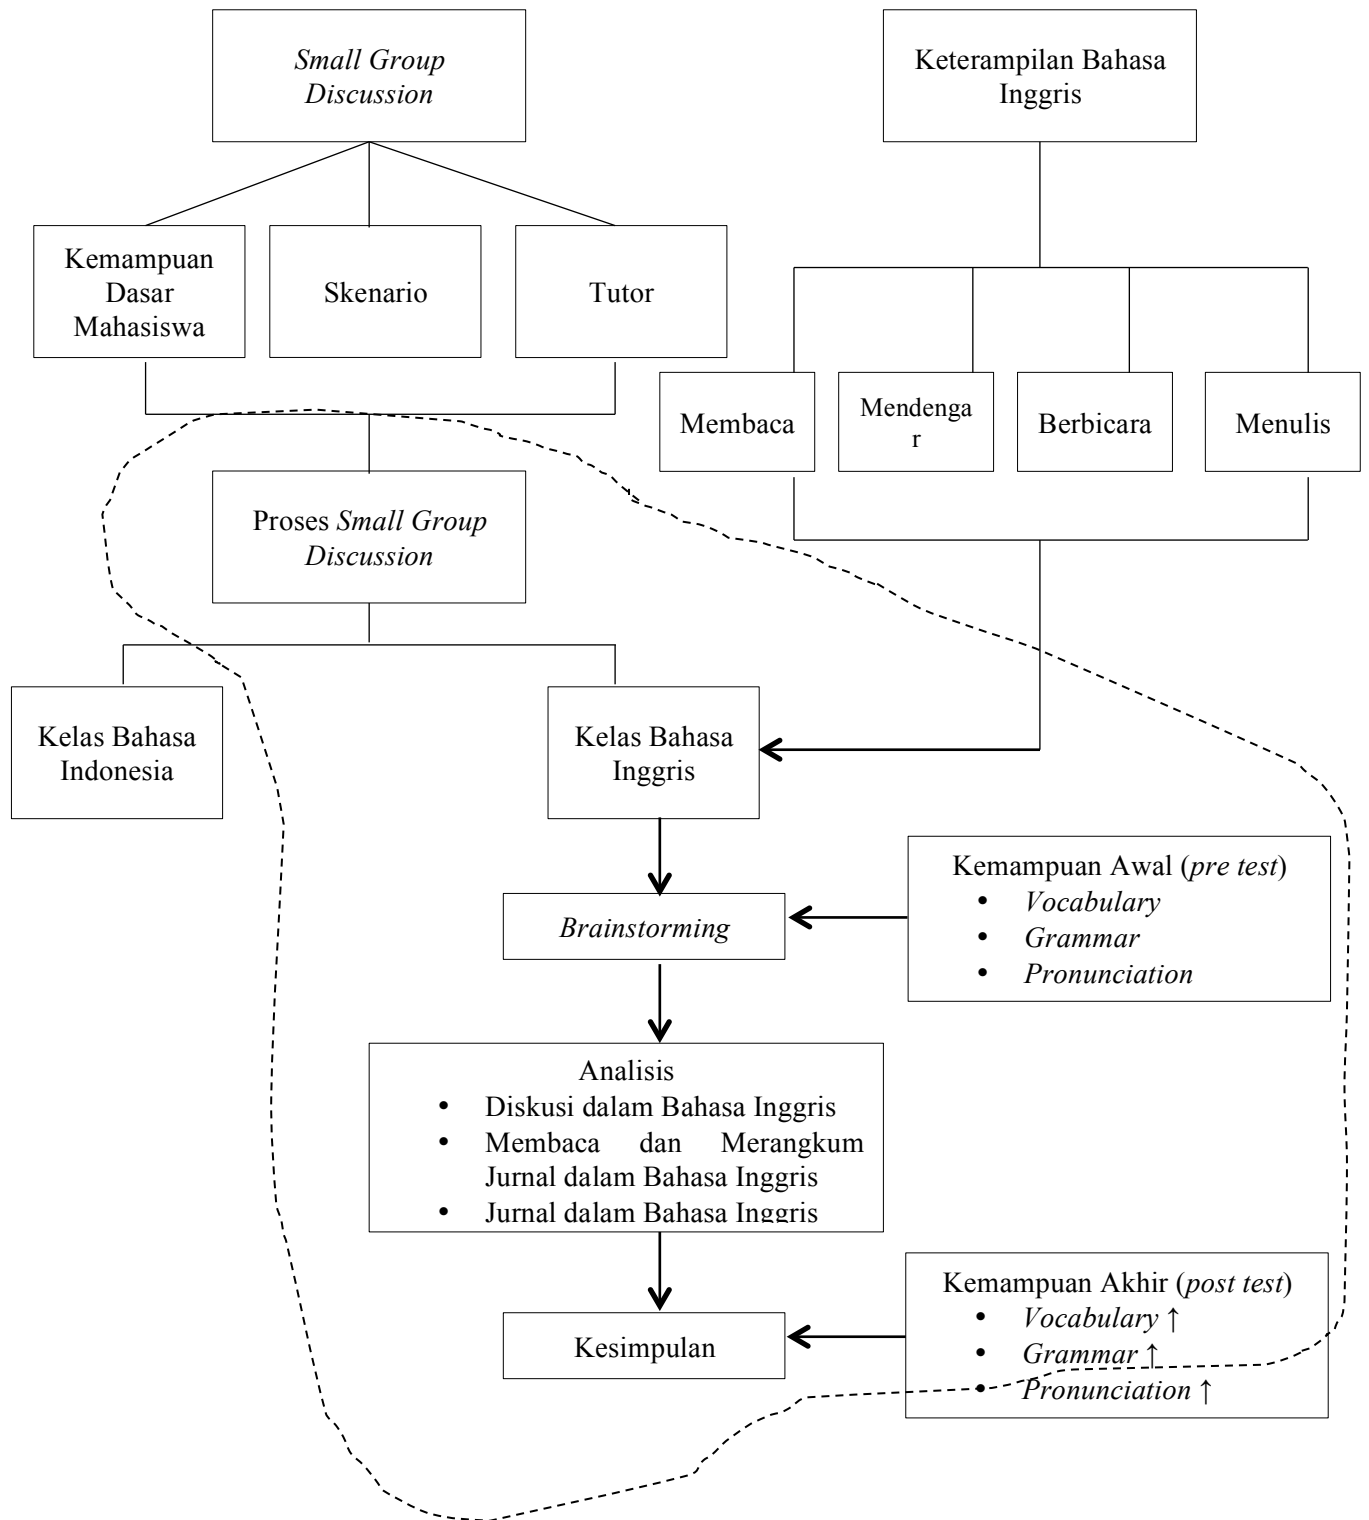 Small Group
Discussion
Keterampilan Bahasa
Inggris
Kemampuan
Dasar
Mahasiswa
Skenario
Tutor
Membaca
Mendenga
r
Berbicara
Menulis
Proses Small Group
Discussion
Kelas Bahasa
Indonesia
Kelas Bahasa
Inggris
Kemampuan Awal (pre test)
• Vocabulary
• Grammar
• Pronunciation
Brainstorming
Analisis
• Diskusi dalam Bahasa Inggris
• Membaca dan Merangkum
Jurnal dalam Bahasa Inggris
• Jurnal dalam Bahasa Inggris
Kemampuan Akhir (post test)
• Vocabulary ↑
• Grammar ↑
• Pronunciation ↑
Kesimpulan